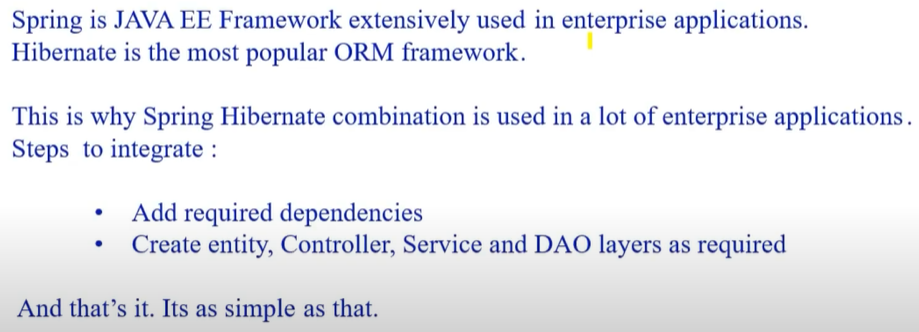 Spring is JAVA EE Framework extensively used in enterprise applications.
Hibernate is the most popular ORM framework.
This is why Spring Hibernate combination is used in a lot of enterprise applications.
Steps to integrate :
• Add required dependencies
• Create entity, Controller, Service and DAO layers as required
And that's it. Its as simple as that.